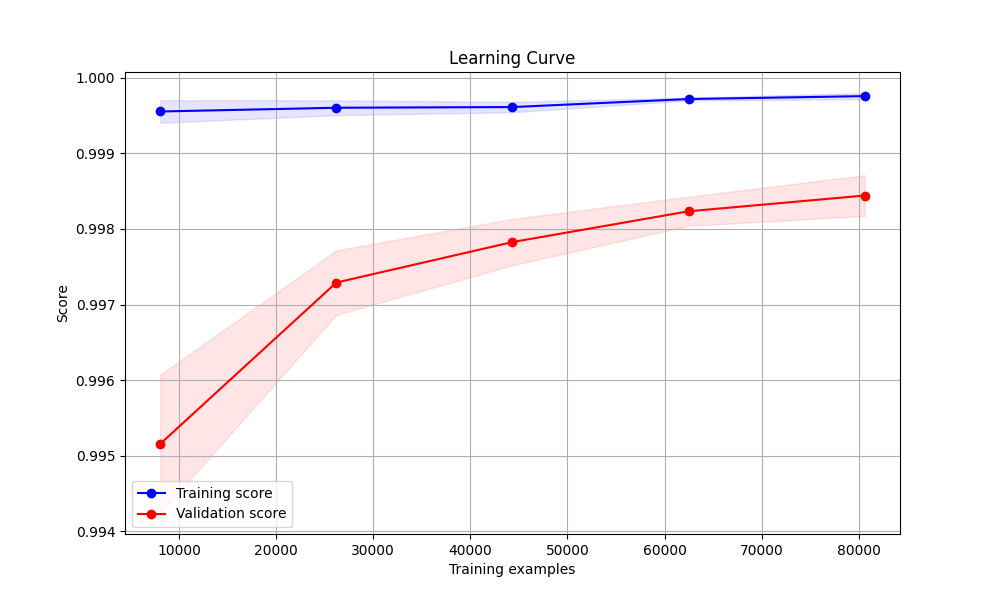 Learning Curve
1.000
0.999
0.998
0.997
0.996
0.995
0.994
Score
Training score
Validation score
10000 20000 30000 40000 50000 60000 70000 80000
Training examples